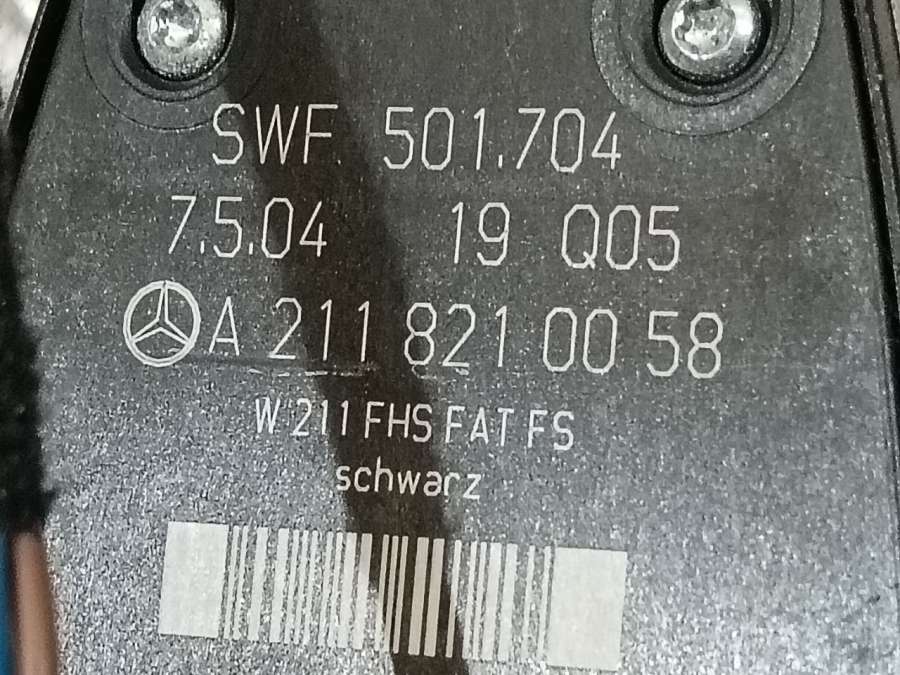 SWF. 501.704
7.5.04 19 Q05
A 211 821 00 58
W 211 FHS FAT FS
schwarz